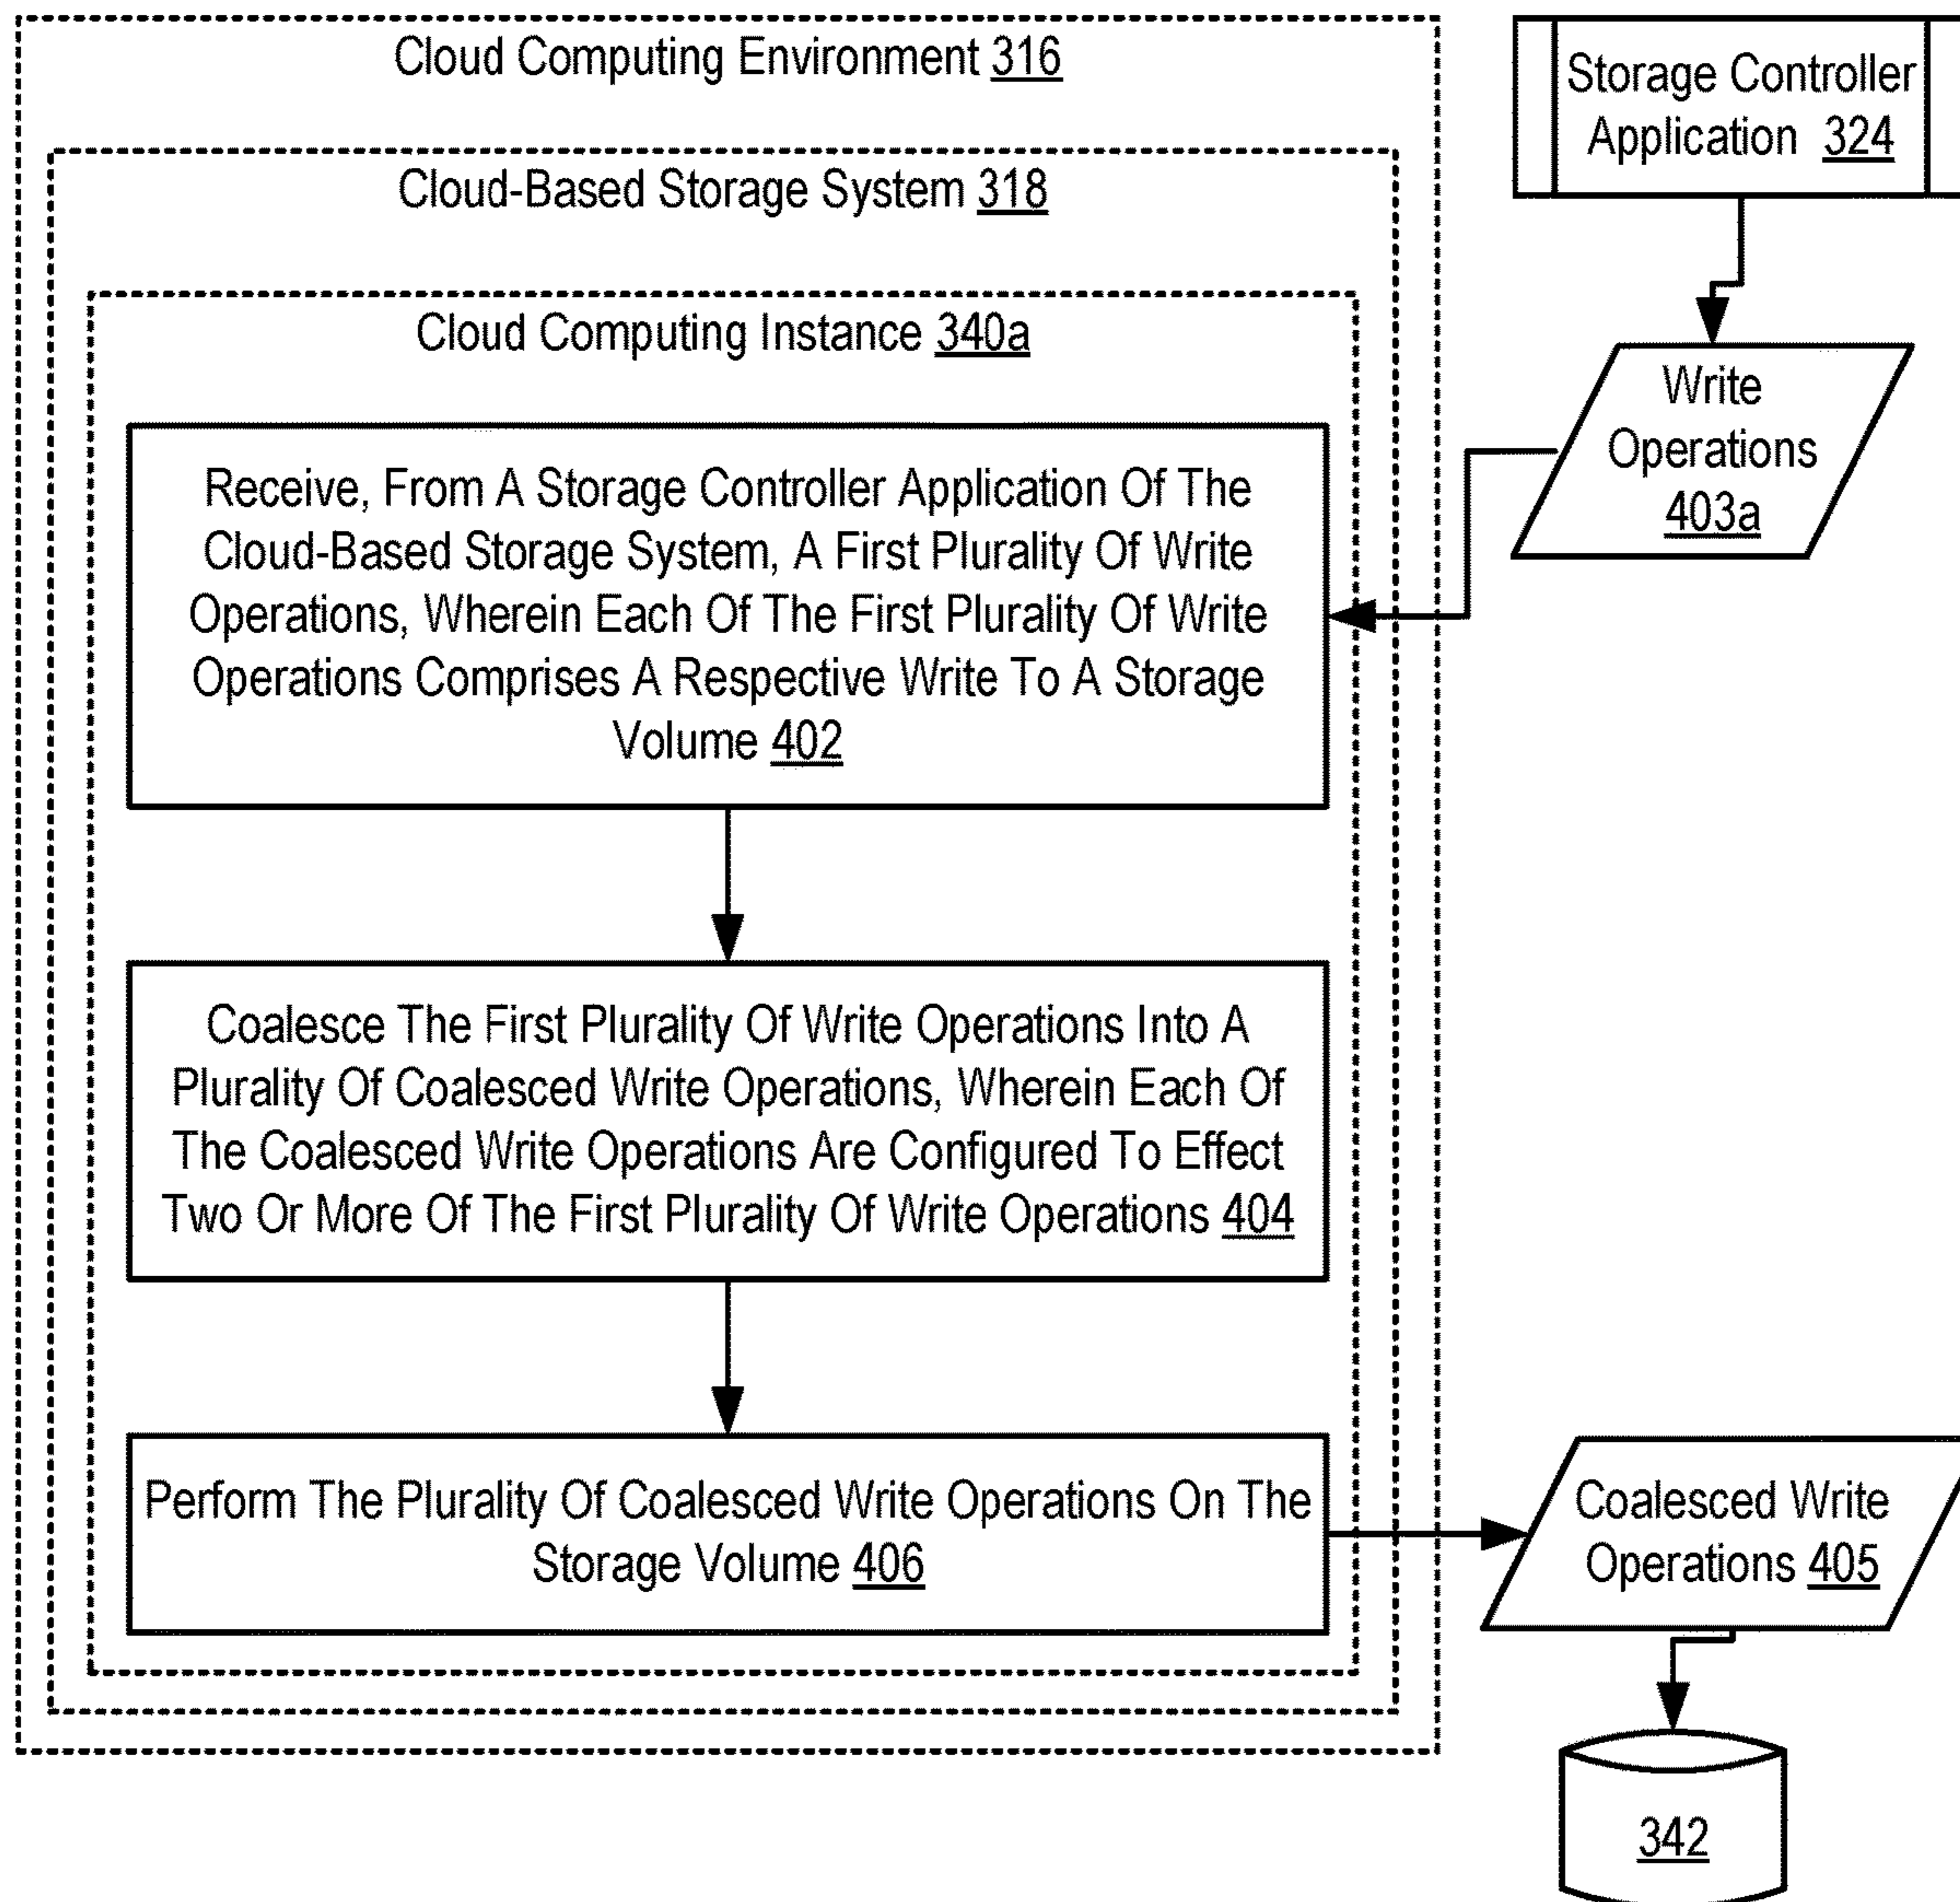 Cloud Computing Environment 316
Storage Controller
Application 324
Cloud-Based Storage System 318
Cloud Computing Instance 340a
Write
Operations
403a
Receive, From A Storage Controller Application Of The
Cloud-Based Storage System, A First Plurality Of Write
Operations, Wherein Each Of The First Plurality Of Write
Operations Comprises A Respective Write To A Storage
Volume 402
Coalesce The First Plurality Of Write Operations Into A
Plurality Of Coalesced Write Operations, Wherein Each Of
The Coalesced Write Operations Are Configured To Effect
Two Or More Of The First Plurality Of Write Operations 404
Perform The Plurality Of Coalesced Write Operations On The
Storage Volume 406
Coalesced Write
Operations 405
342